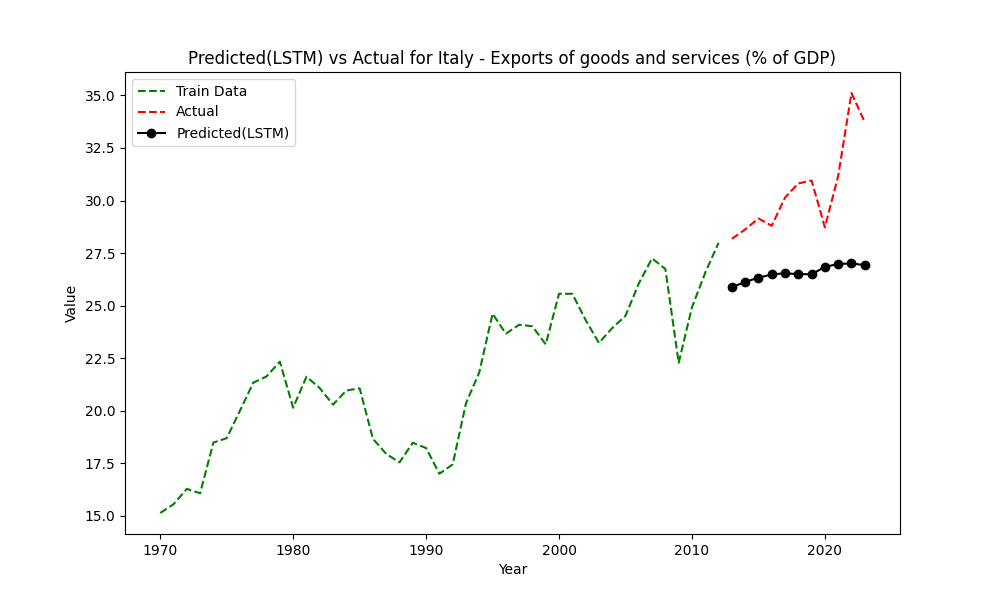 Predicted(LSTM) vs Actual for Italy - Exports of goods and services (% of GDP)
Train Data
Actual
Predicted(LSTM)
35.0
32.5
30.0
27.5
25.0
22.5
20.0
17.5
15.0
Value
1970 1980 1990 2000 2010 2020
Year